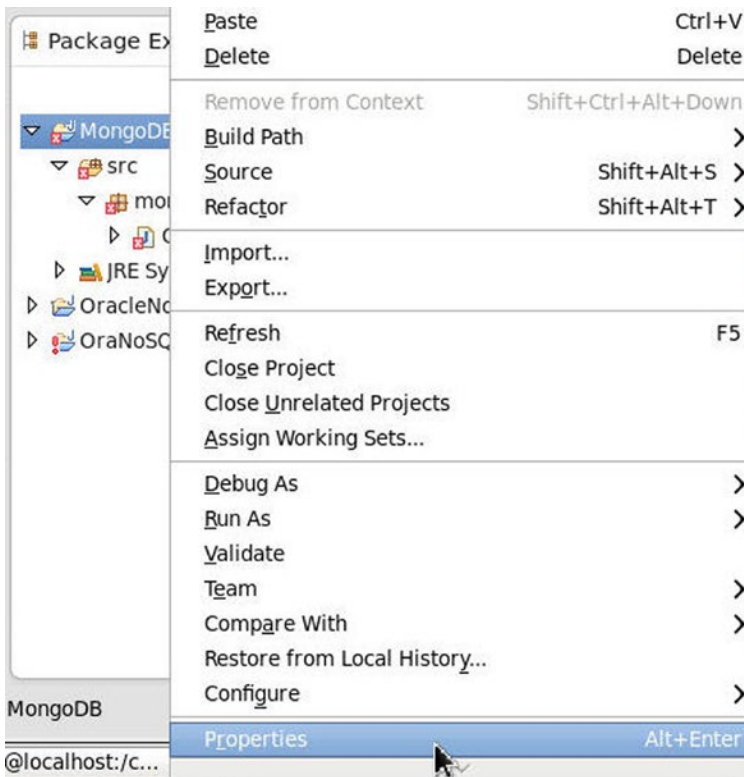 Package Ex
MongoDB
src
JRE Sy
OracleNo
OraNoSQ
MongoDB
@localhost:/c...
Paste Ctrl+V
Delete Delete
Remove from Context Shift+Ctrl+Alt+Down
Build Path
Source Shift+Alt+S
Refactor Shift+Alt+T
Import...
Export...
Refresh F5
Close Project
Close Unrelated Projects
Assign Working Sets...
Debug As
Run As
Validate
Team
Compare With
Restore from Local History...
Configure
Properties Alt+Enter